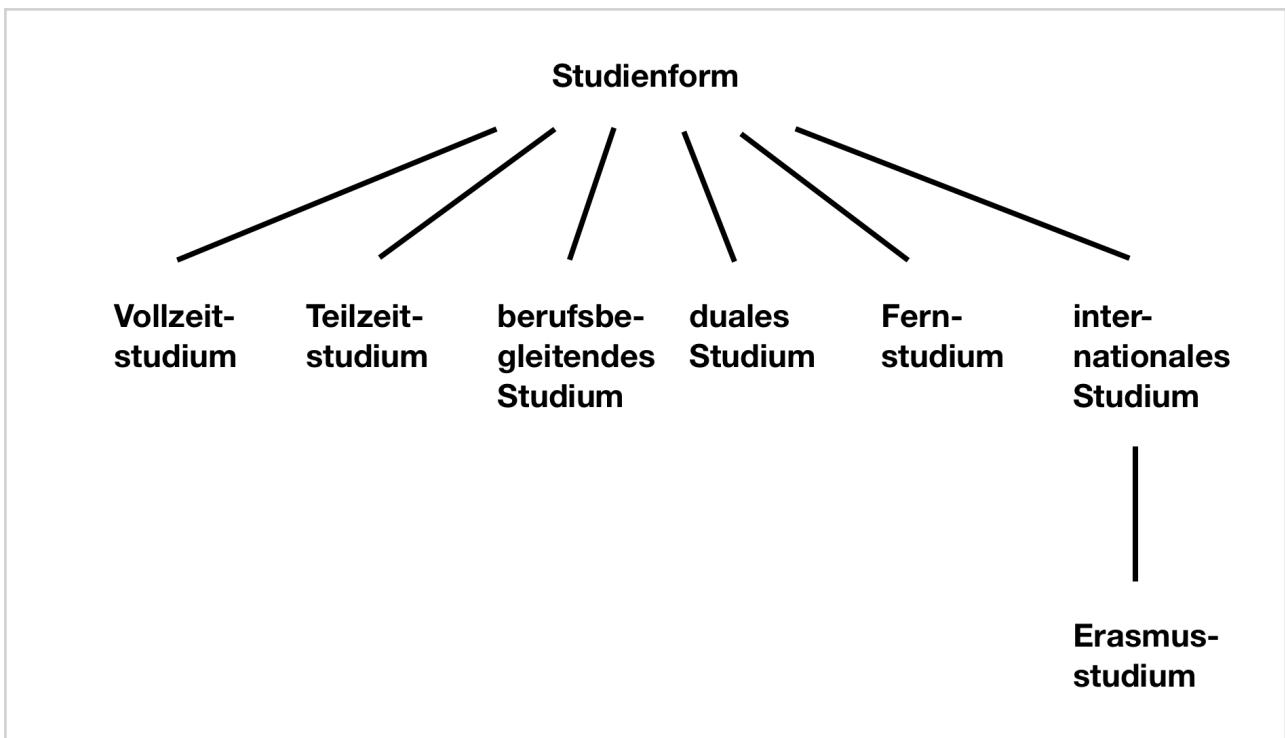 Studienform
Vollzeit-
studium
Teilzeit-
studium
berufsbe-
gleitendes
Studium
duales
Studium
Fern-
studium
inter-
nationales
Studium
Erasmus-
studium